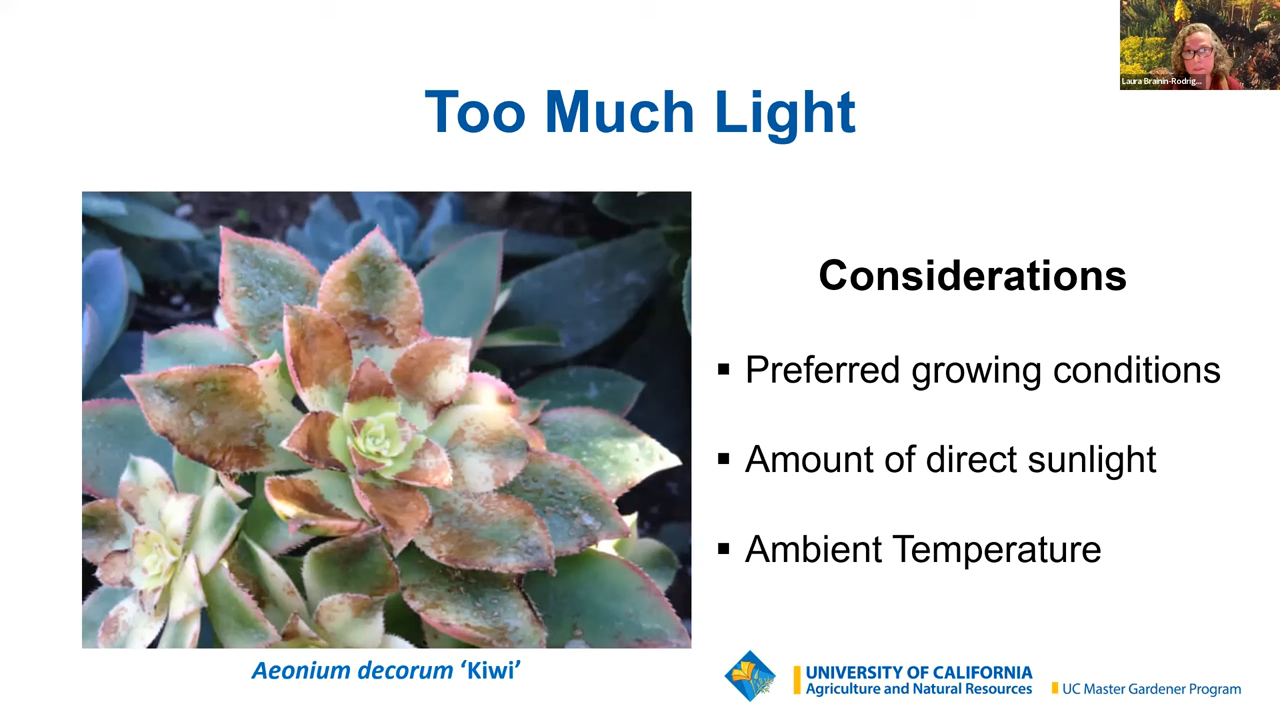 Laura Brainin-Rodrig...
Too Much Light
Considerations
▪ Preferred growing conditions
▪ Amount of direct sunlight
▪ Ambient Temperature
Aeonium decorum ‘Kiwi’
UNIVERSITY OF CALIFORNIA
Agriculture and Natural Resources
UC Master Gardener Program